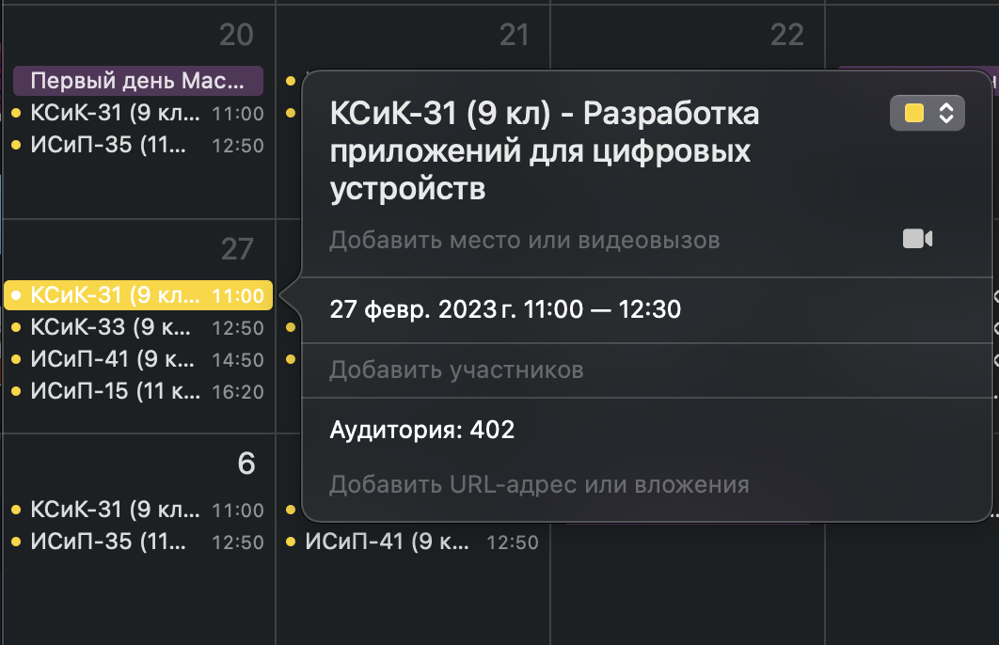 20
21
22
Первый день Мас...
КСиК-31 (9 кл... 11:00
ИСиП-35 (11... 12:50
КСиК-31 (9 кл) - Разработка
приложений для цифровых
устройств
Добавить место или видеовызов
27 февр. 2023 г. 11:00 — 12:30
Добавить участников
Аудитория: 402
Добавить URL-адрес или вложения
27
КСиК-31 (9 кл... 11:00
КСиК-33 (9 к... 12:50
ИСиП-41 (9 к... 14:50
ИСиП-15 (11 к... 16:20
6
КСиК-31 (9 кл... 11:00
ИСиП-35 (11... 12:50
ИСиП-41 (9 к... 12:50